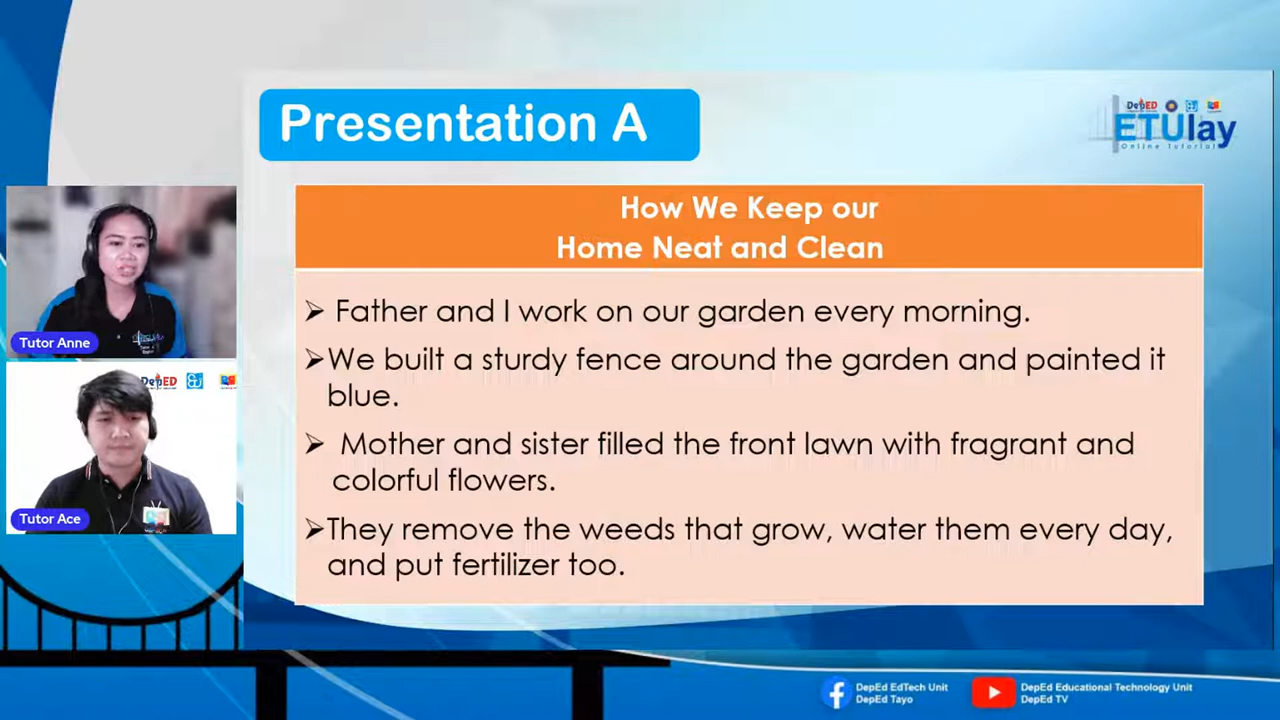 Presentation A
DepED
ETUlay
Online Tutorial
How We Keep our
Home Neat and Clean
➢ Father and I work on our garden every morning.
➢We built a sturdy fence around the garden and painted it
blue.
➢ Mother and sister filled the front lawn with fragrant and
colorful flowers.
➢They remove the weeds that grow, water them every day,
and put fertilizer too.
Tutor Anne
DepED
Tutor Ace
DepEd EdTech Unit
DepEd Tayo
DepEd Educational Technology Unit
DepEd TV